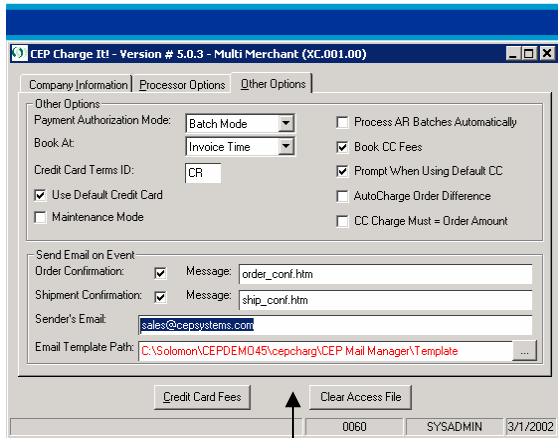 CEP Charge It! - Version # 5.0.3 - Multi Merchant (XC.001.00)
Company Information Processor Options Other Options
Other Options
Payment Authorization Mode: Batch Mode Process AR Batches Automatically
Book At: Invoice Time Book CC Fees
Credit Card Terms ID: CR Prompt When Using Default CC
Use Default Credit Card AutoCharge Order Difference
Maintenance Mode CC Charge Must = Order Amount
Send Email on Event
Order Confirmation: Message: order_conf.htm
Shipment Confirmation: Message: ship_conf.htm
Sender's Email: sales@cepsystems.com
Email Template Path: C:\Solomon\CEPDEMO45\cepcharg\CEP Mail Manager\Template ...
Credit Card Fees Clear Access File
0060 SYSADMIN 3/1/2002